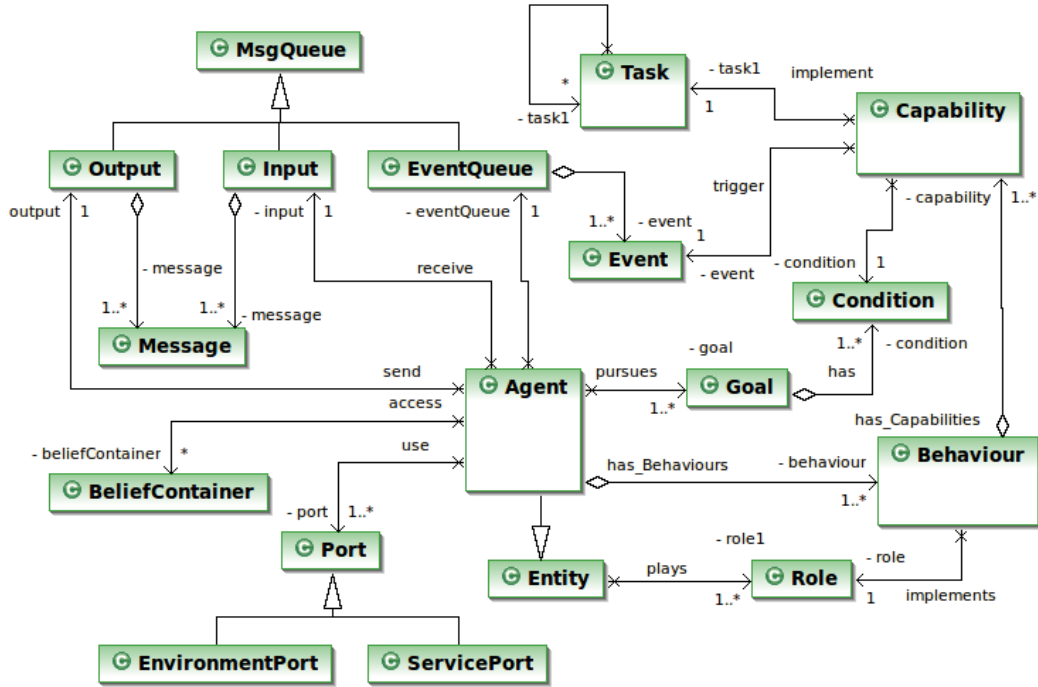 MsgQueue
Task
*
- task1
- task1
1
implement
Capability
Output
Input
EventQueue
output
1
- input
1
- eventQueue
1
trigger
- capability
1..*
1..*
- event
1
Event
- event
- message
receive
- condition
1
Condition
1..*
1..*
- message
Message
1..*
- condition
send
Agent
pursues
- goal
1..*
Goal
has
access
use
- beliefContainer
*
BeliefContainer
has_Capabilities
Behaviour
has_Behaviours
- behaviour
1..*
- port
1..*
Port
Entity
plays
- role1
1..*
Role
- role
1
implements
EnvironmentPort
ServicePort